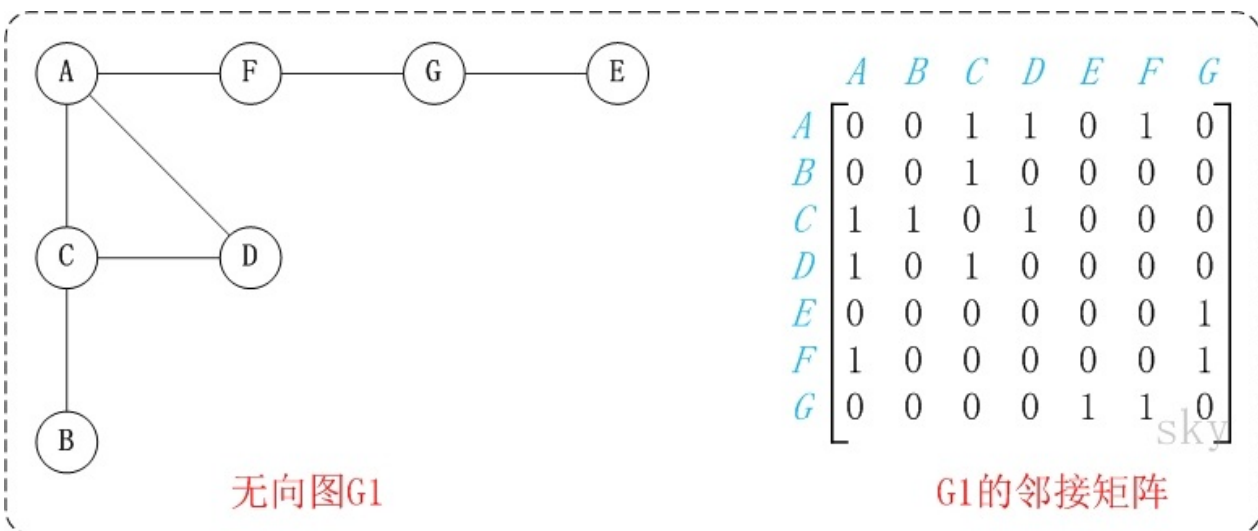 A F G E
C D
B
无向图G1
A B C D E F G
A 0 0 1 1 0 1 0
B 0 0 1 0 0 0 0
C 1 1 0 1 0 0 0
D 1 0 1 0 0 0 0
E 0 0 0 0 0 0 1
F 1 0 0 0 0 0 1
G 0 0 0 0 1 1 0
sky
G1的邻接矩阵